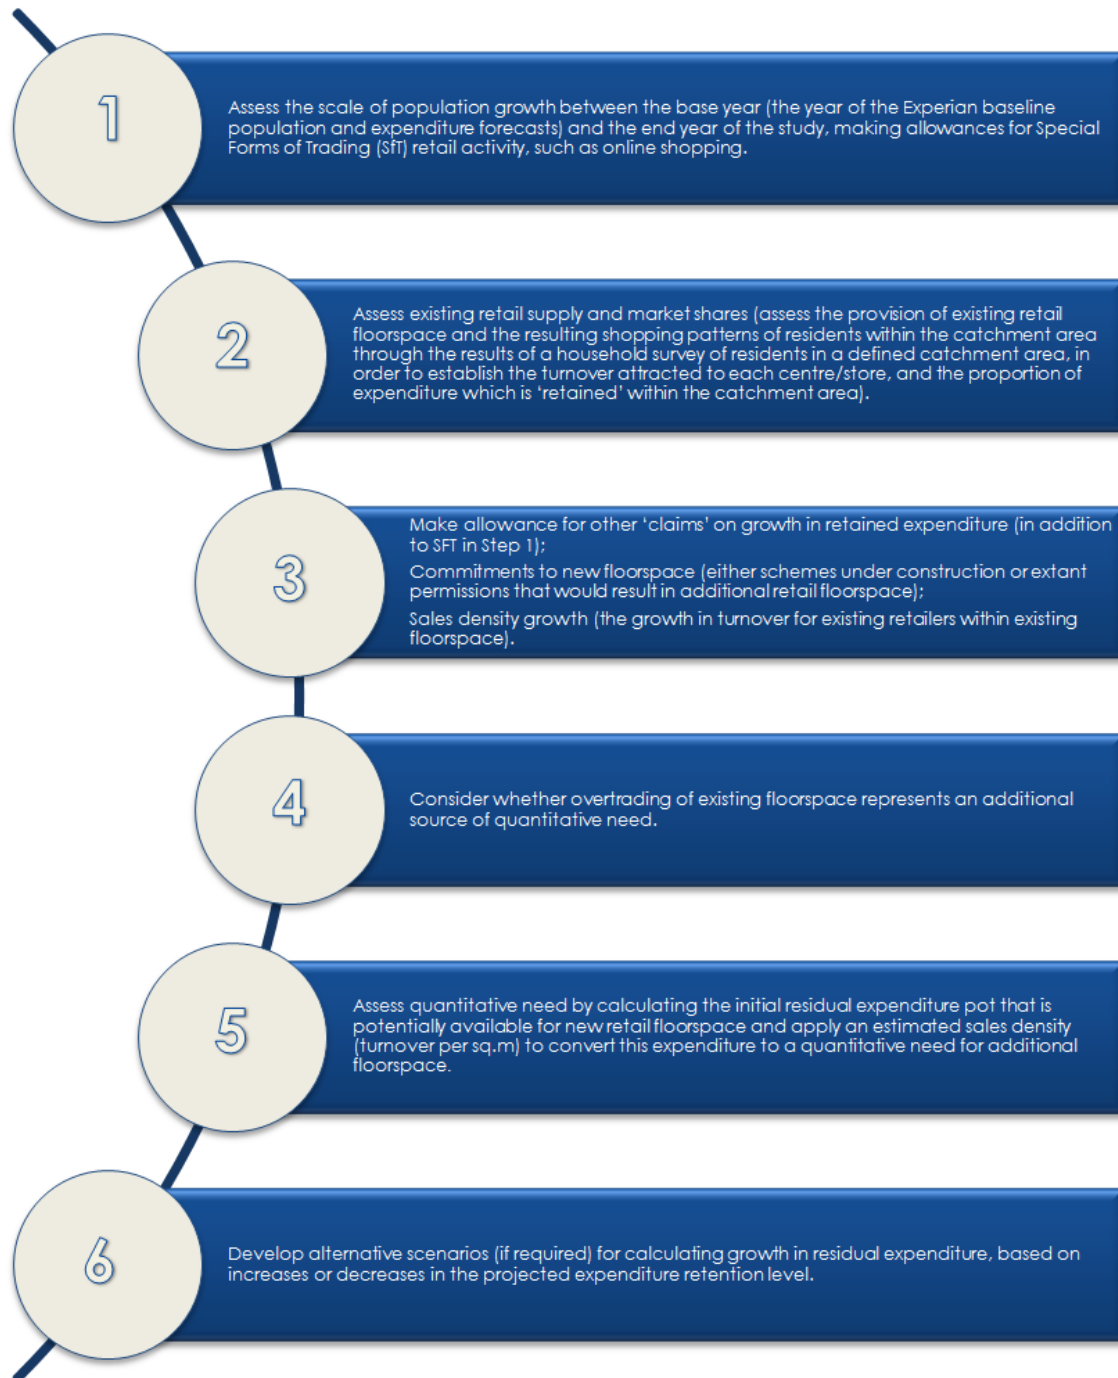 1
Assess the scale of population growth between the base year (the year of the Experian baseline
population and expenditure forecasts) and the end year of the study, making allowances for Special
Forms of Trading (SfT) retail activity, such as online shopping.
2
Assess existing retail supply and market shares (assess the provision of existing retail
floorspace and the resulting shopping patterns of residents within the catchment area
through the results of a household survey of residents in a defined catchment area, in
order to establish the turnover attracted to each centre/store, and the proportion of
expenditure which is ‘retained’ within the catchment area).
3
Make allowance for other ‘claims’ on growth in retained expenditure (in addition
to SFT in Step 1);
Commitments to new floorspace (either schemes under construction or extant
permissions that would result in additional retail floorspace);
Sales density growth (the growth in turnover for existing retailers within existing
floorspace).
4
Consider whether overtrading of existing floorspace represents an additional
source of quantitative need.
5
Assess quantitative need by calculating the initial residual expenditure pot that is
potentially available for new retail floorspace and apply an estimated sales density
(turnover per sq.m) to convert this expenditure to a quantitative need for additional
floorspace.
6
Develop alternative scenarios (if required) for calculating growth in residual expenditure, based on
increases or decreases in the projected expenditure retention level.